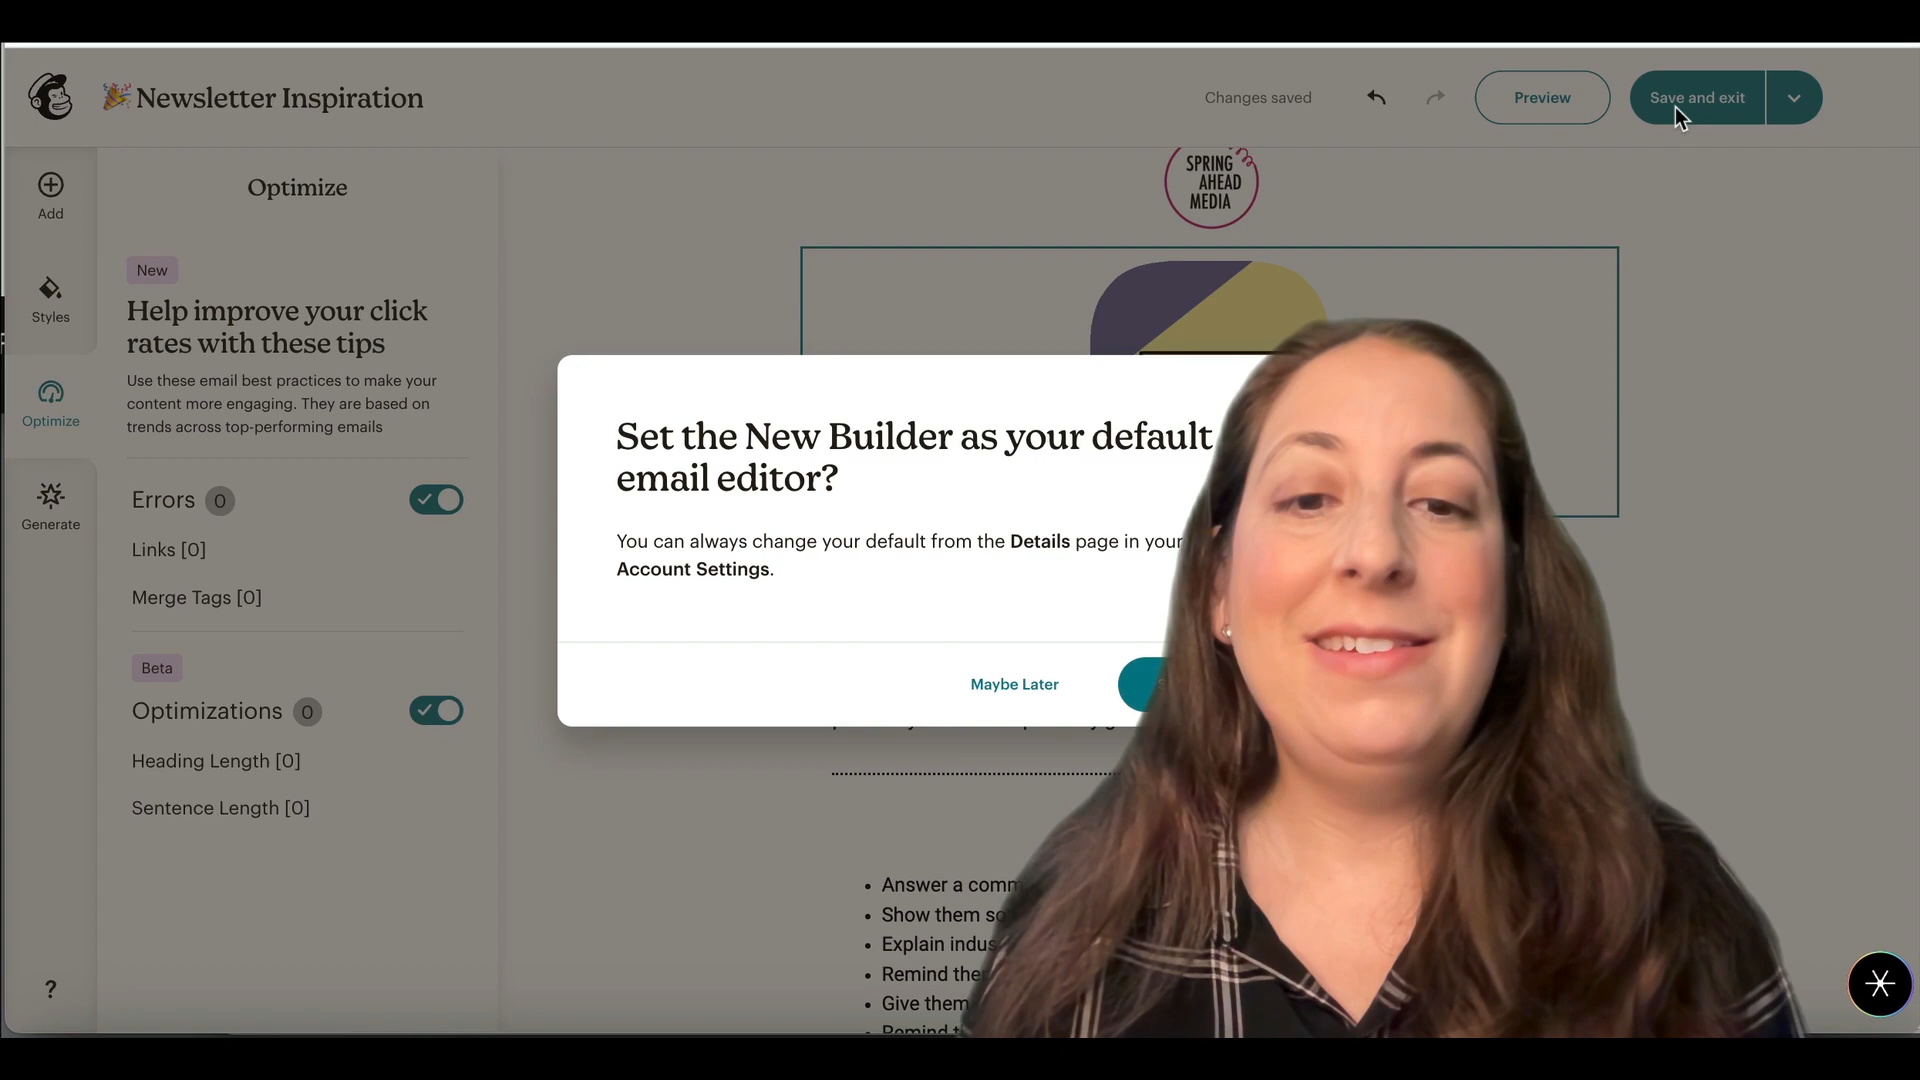 Newsletter Inspiration
Changes saved
Preview
Save and exit
Add
Styles
Optimize
Generate
?
Optimize
New
Help improve your click
rates with these tips
Use these email best practices to make your
content more engaging. They are based on
trends across top-performing emails
Errors 0
Links [0]
Merge Tags [0]
Beta
Optimizations 0
Heading Length [0]
Sentence Length [0]
SPRING
AHEAD
MEDIA
Set the New Builder as your default
email editor?
You can always change your default from the Details page in your
Account Settings.
Maybe Later
• Answer a
• Show them
• Explain
• Remind
• Give them